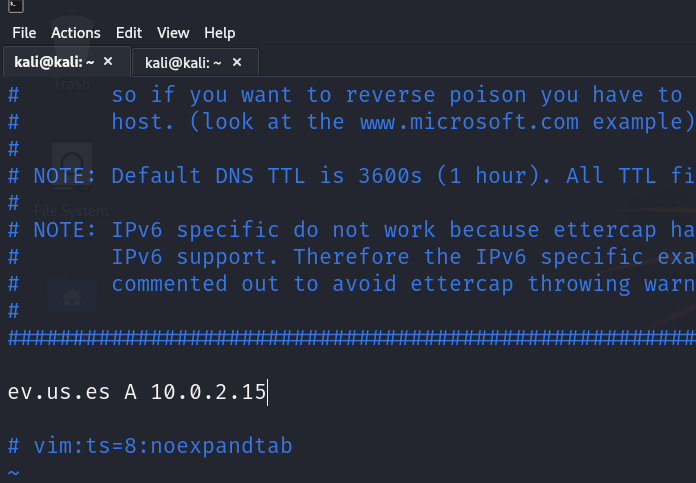 File Actions Edit View Help
kali@kali: ~ × kali@kali: ~ ×
Trash
# so if you want to reverse poison you have to
# host. (look at the www.microsoft.com example)
#
# NOTE: Default DNS TTL is 3600s (1 hour). All TTL fi
#
File System
# NOTE: IPv6 specific do not work because ettercap ha
# IPv6 support. Therefore the IPv6 specific exa
# commented out to avoid ettercap throwing warn
#
#####################################################
ev.us.es A 10.0.2.15
# vim:ts=8:noexpandtab
~